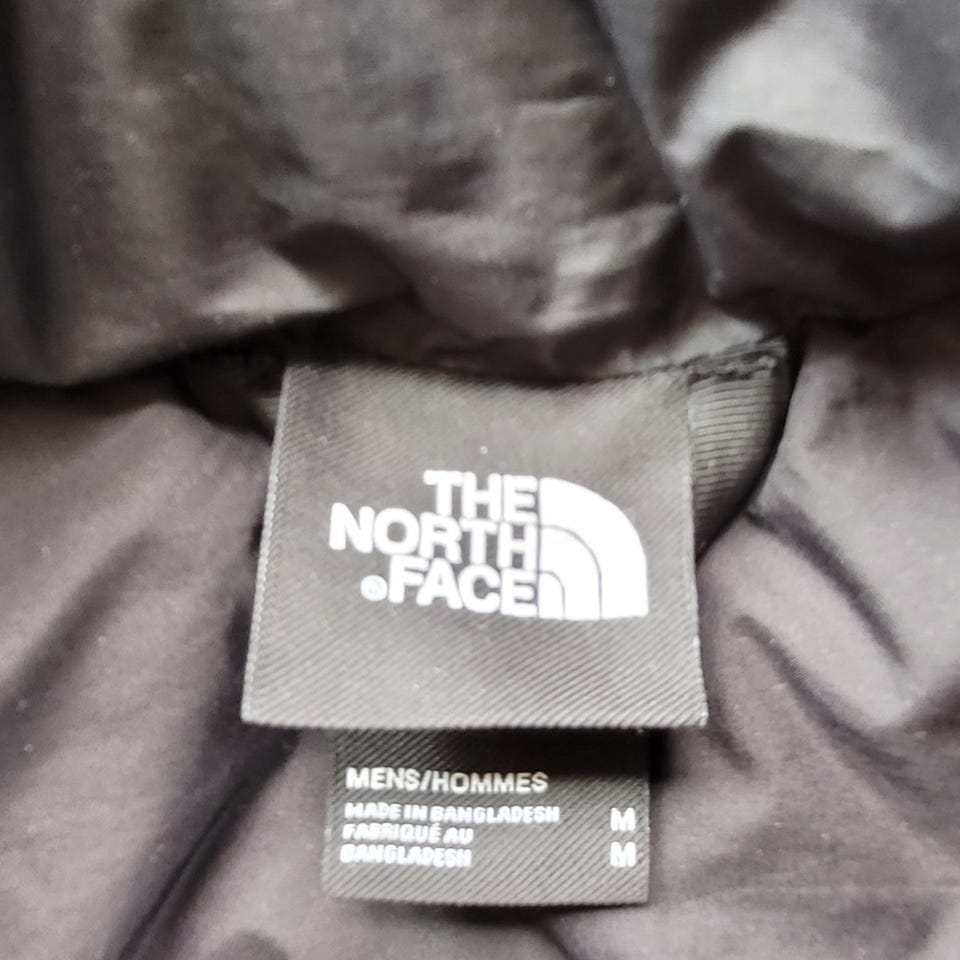 THE
NORTH
®FACE
MENS/HOMMES
MADE IN BANGLADESH M
FABRIQUÉ AU
BANGLADESH M